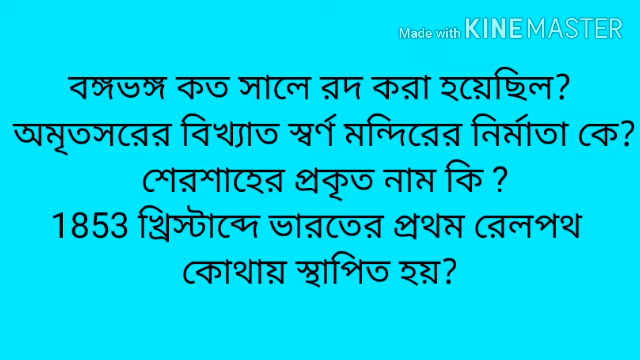 Made with KINEMASTER
বঙ্গভঙ্গ কত সালে রদ করা হয়েছিল?
অমৃতসরের বিখ্যাত স্বর্ণ মন্দিরের নির্মাতা কে?
শেরশাহের প্রকৃত নাম কি ?
1853 খ্রিস্টাব্দে ভারতের প্রথম রেলপথ
কোথায় স্থাপিত হয়?